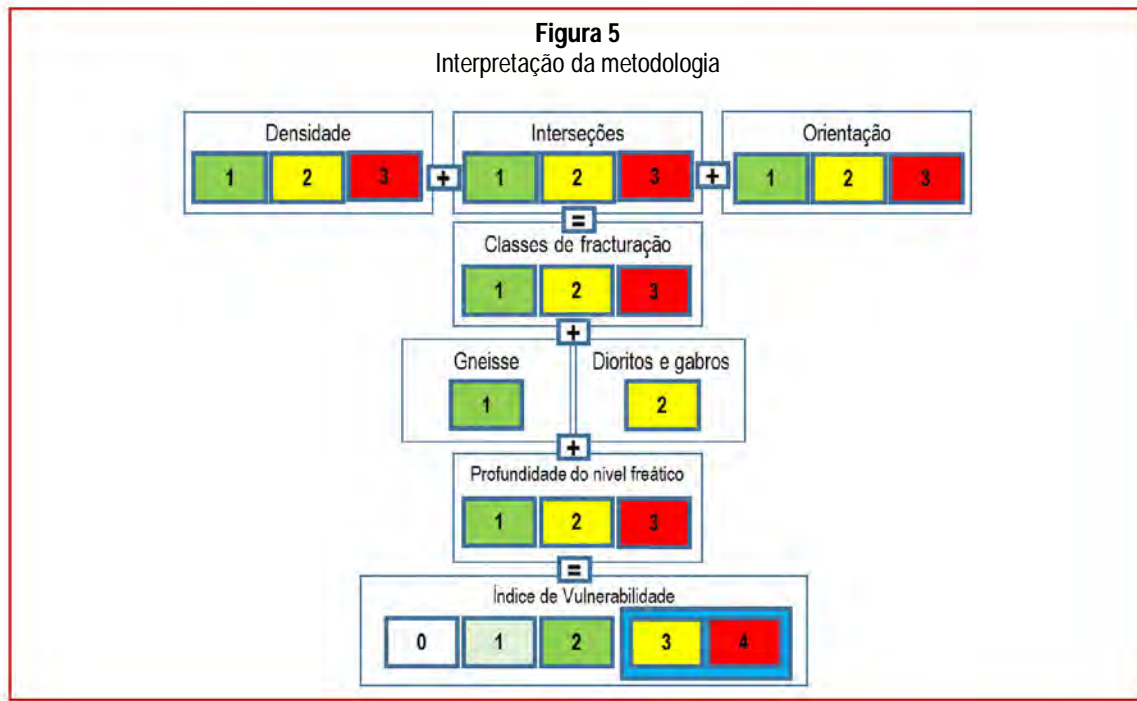 Figura 5
Interpretação da metodologia
Densidade
1 2 3
+
Interseções
1 2 3
+
Orientação
1 2 3
=
Classes de fracturação
1 2 3
+
Gneisse
1
Dioritos e gabros
2
+
Profundidade do nível freático
1 2 3
=
Índice de Vulnerabilidade
0 1 2 3 4